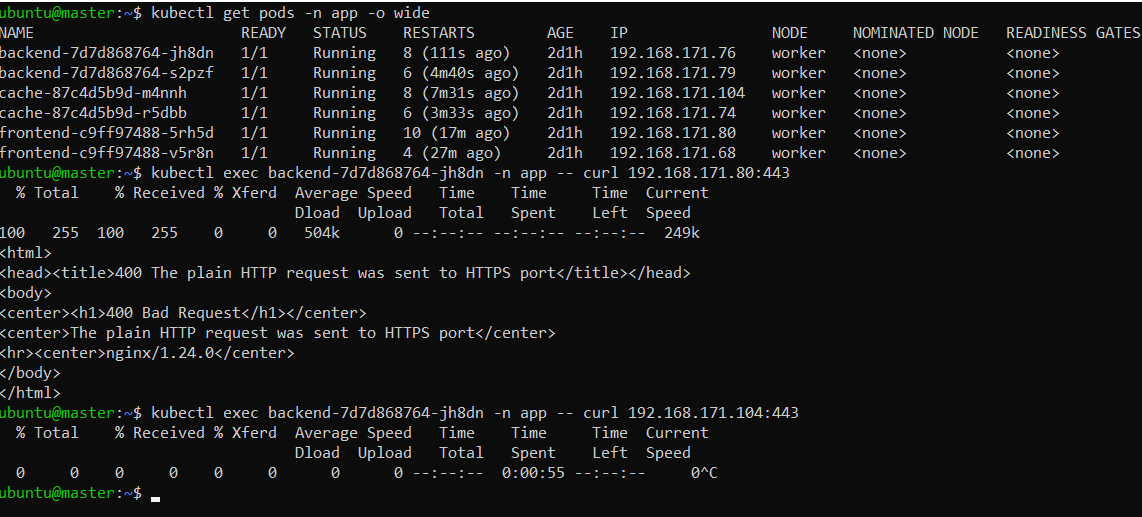 ubuntu@master:~$ kubectl get pods -n app -o wide
NAME READY STATUS RESTARTS AGE IP NODE NOMINATED NODE READINESS GATES
backend-7d7d868764-jh8dn 1/1 Running 8 (111s ago) 2d1h 192.168.171.76 worker <none> <none>
backend-7d7d868764-s2pzf 1/1 Running 6 (4m40s ago) 2d1h 192.168.171.79 worker <none> <none>
cache-87c4d5b9d-m4nnh 1/1 Running 8 (7m31s ago) 2d1h 192.168.171.104 worker <none> <none>
cache-87c4d5b9d-r5dbb 1/1 Running 6 (3m33s ago) 2d1h 192.168.171.74 worker <none> <none>
frontend-c9ff97488-5rh5d 1/1 Running 10 (17m ago) 2d1h 192.168.171.80 worker <none> <none>
frontend-c9ff97488-v5r8n 1/1 Running 4 (27m ago) 2d1h 192.168.171.68 worker <none> <none>
ubuntu@master:~$ kubectl exec backend-7d7d868764-jh8dn -n app -- curl 192.168.171.80:443
% Total % Received % Xferd Average Speed Time Time Time Current
Dload Upload Total Spent Left Speed
100 255 100 255 0 0 504k 0 --:--:-- --:--:-- --:--:-- 249k
<html>
<head><title>400 The plain HTTP request was sent to HTTPS port</title></head>
<body>
<center><h1>400 Bad Request</h1></center>
<center>The plain HTTP request was sent to HTTPS port</center>
<hr><center>nginx/1.24.0</center>
</body>
</html>
ubuntu@master:~$ kubectl exec backend-7d7d868764-jh8dn -n app -- curl 192.168.171.104:443
% Total % Received % Xferd Average Speed Time Time Time Current
Dload Upload Total Spent Left Speed
0 0 0 0 0 0 0 0 --:--:-- 0:00:55 --:--:-- 0^C
ubuntu@master:~$